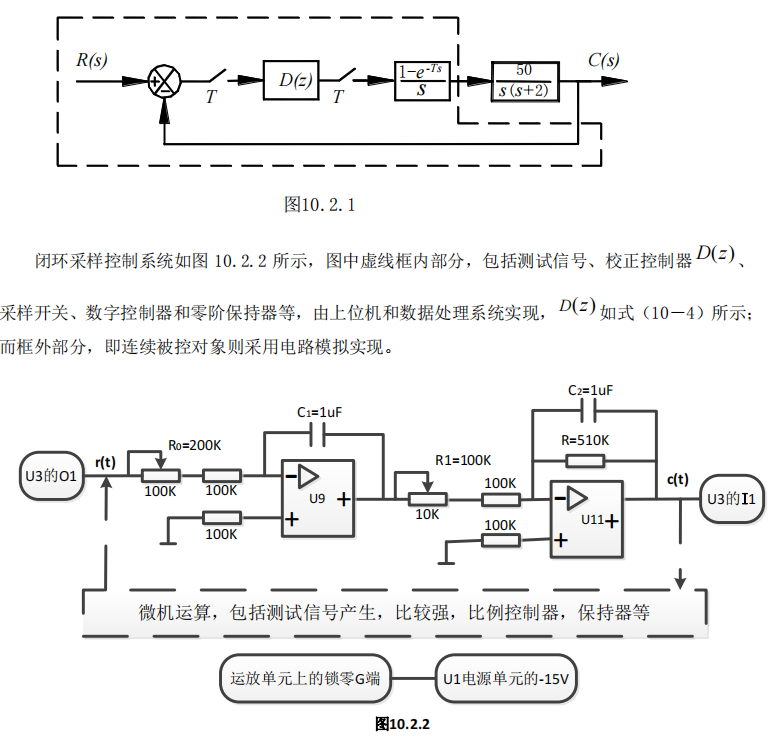 R(s)
+
−
T
D(z)
T
1−e^-Ts
s
50
s(s+2)
C(s)
图10.2.1
闭环采样控制系统如图 10.2.2 所示，图中虚线框内部分，包括测试信号、校正控制器 D(z) 、
采样开关、数字控制器和零阶保持器等，由上位机和数据处理系统实现， D(z) 如式（10－4）所示；
而框外部分，即连续被控对象则采用电路模拟实现。
C₂=1uF
C₁=1uF
R=510K
R₀=200K
R1=100K
r(t)
c(t)
U3的O1
100K
100K
−
U9
+
+
100K
10K
100K
100K
−
U11
+
+
U3的I1
微机运算，包括测试信号产生，比较强，比例控制器，保持器等
运放单元上的锁零G端
U1电源单元的-15V
图10.2.2